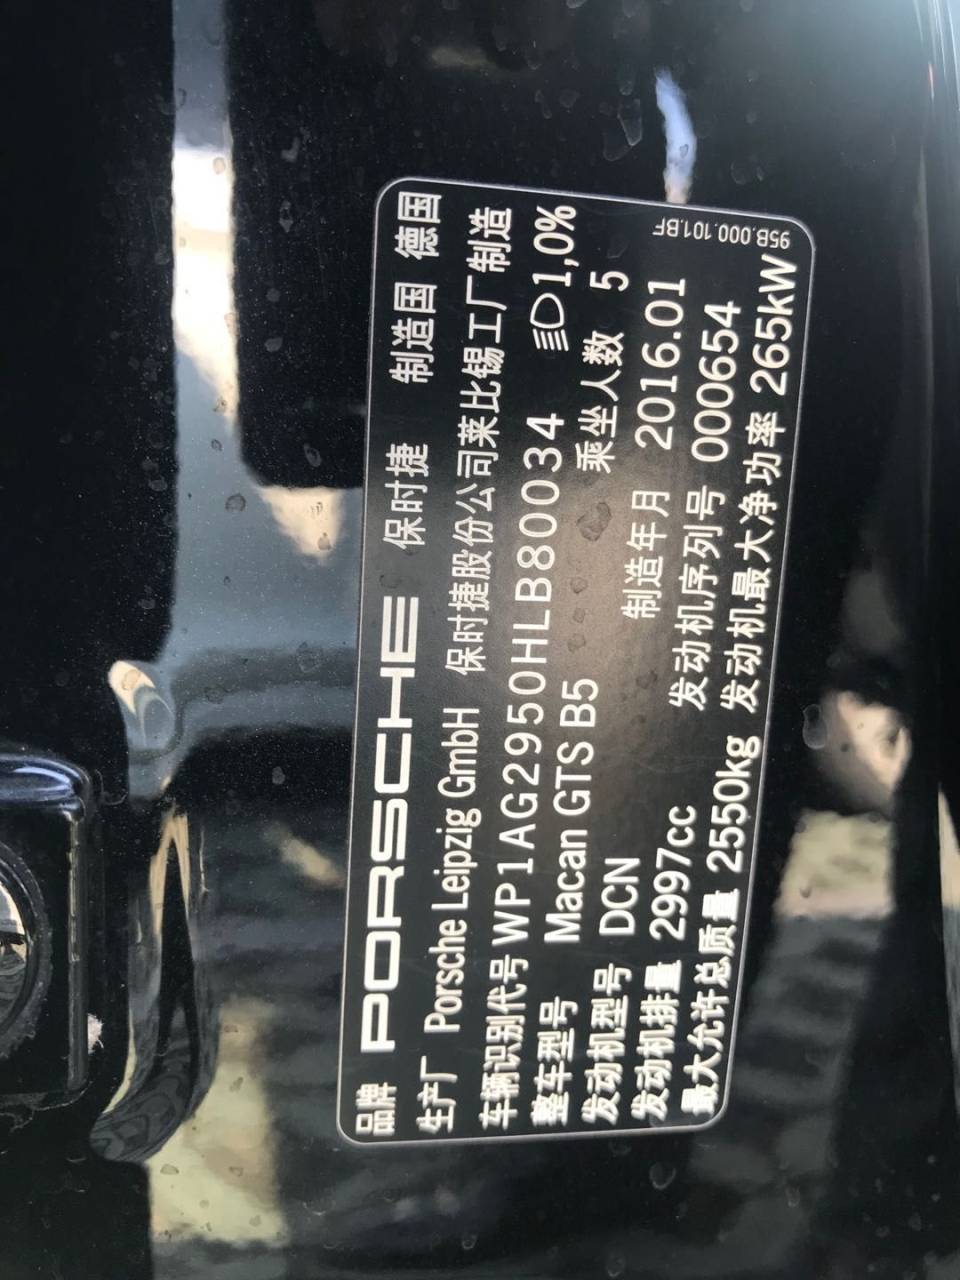 品牌 PORSCHE 保时捷 制造国 德国
生产厂 Porsche Leipzig GmbH 保时捷股份公司莱比锡工厂制造
车辆识别代号 WP1AG2950HLB80034 1,0%
整车型号 Macan GTS B5 乘坐人数 5
发动机型号 DCN 制造年月 2016.01
发动机排量 2997cc 发动机序列号 000654
最大允许总质量 2550kg 发动机最大净功率 265kW
95B.000.101.BF